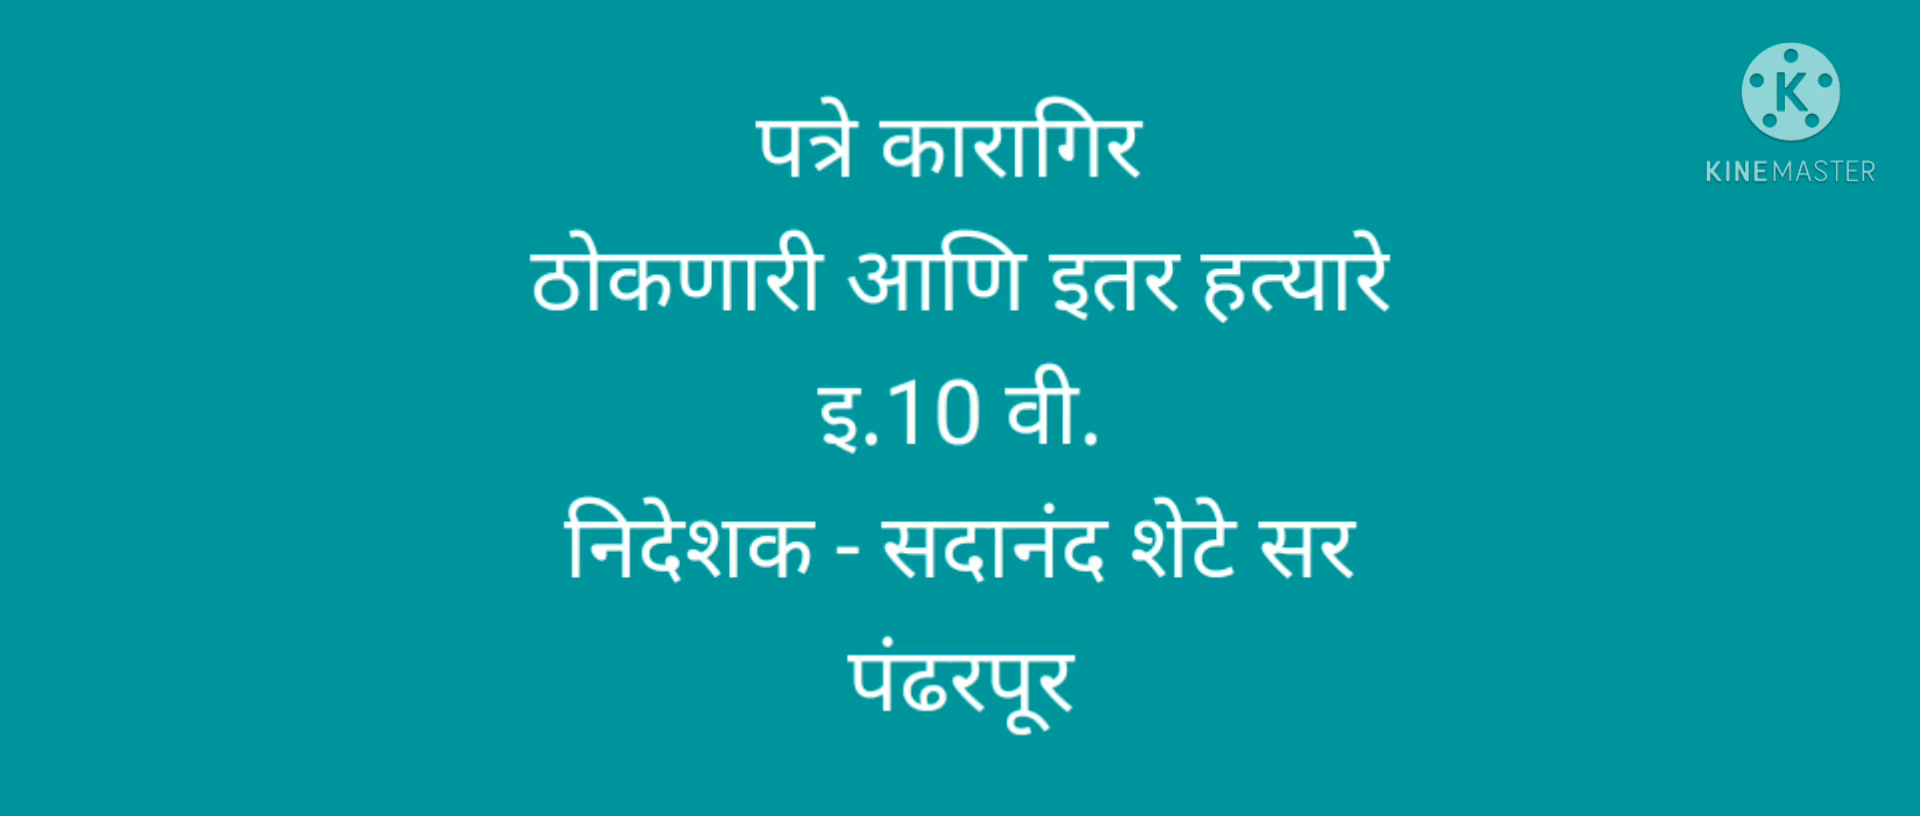 पत्रे कारागिर
ठोकणारी आणि इतर हत्यारे
इ.10 वी.
निदेशक - सदानंद शेटे सर
पंढरपूर
K
KINEMASTER